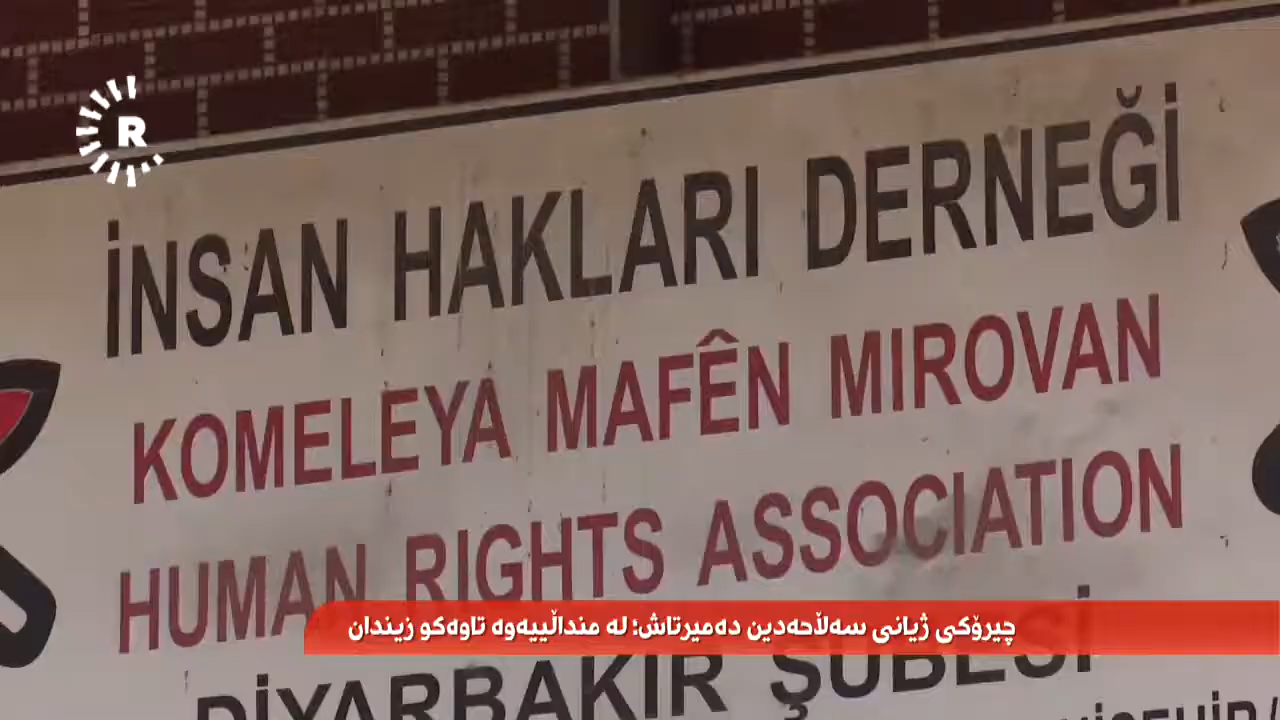 R
İNSAN HAKLARI DERNEĞİ
KOMELEYA MAFÊN MIROVAN
HUMAN RIGHTS ASSOCIATION
چیرۆکی ژیانی سەڵاحەدین دەمیرتاش؛ لە منداڵییەوە تاوەکو زیندان
DİYARBAKIR ŞUBESİ